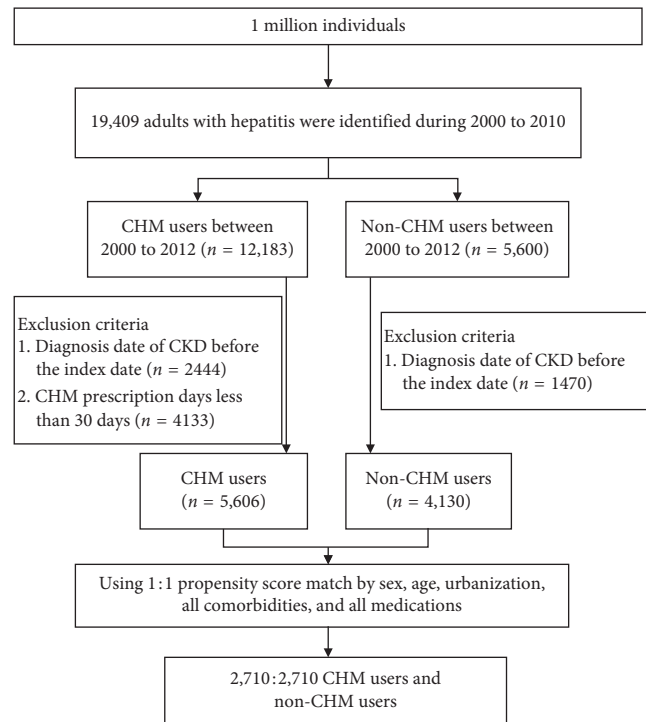 1 million individuals
19,409 adults with hepatitis were identified during 2000 to 2010
CHM users between
2000 to 2012 (n = 12,183)
Non-CHM users between
2000 to 2012 (n = 5,600)
Exclusion criteria
1. Diagnosis date of CKD before
the index date (n = 2444)
2. CHM prescription days less
than 30 days (n = 4133)
Exclusion criteria
1. Diagnosis date of CKD before
the index date (n = 1470)
CHM users
(n = 5,606)
Non-CHM users
(n = 4,130)
Using 1:1 propensity score match by sex, age, urbanization,
all comorbidities, and all medications
2,710:2,710 CHM users and
non-CHM users